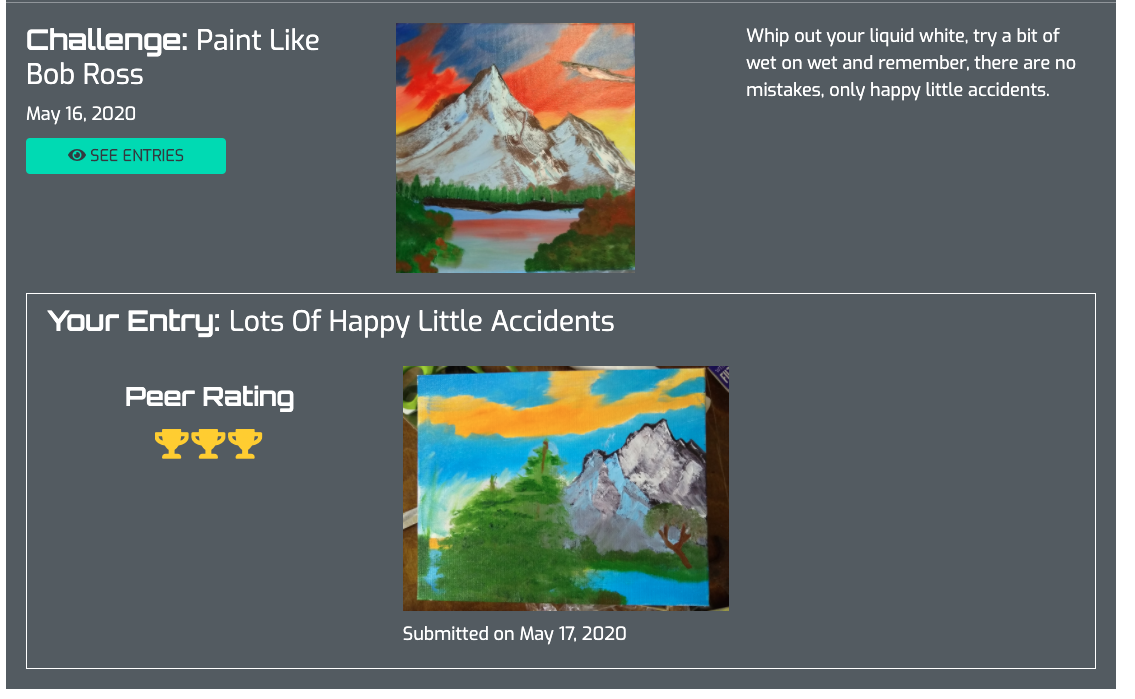 Challenge: Paint Like
Bob Ross
May 16, 2020
SEE ENTRIES
Whip out your liquid white, try a bit of
wet on wet and remember, there are no
mistakes, only happy little accidents.
Your Entry: Lots Of Happy Little Accidents
Peer Rating
Submitted on May 17, 2020